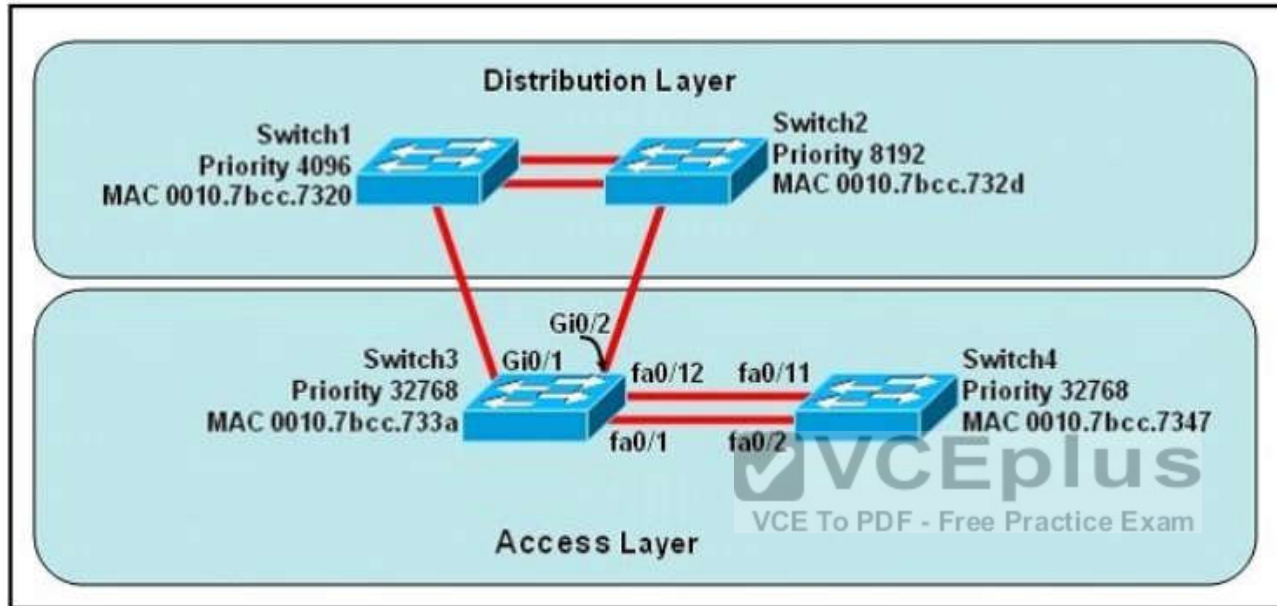 Distribution Layer
Switch1
Priority 4096
MAC 0010.7bcc.7320
Switch2
Priority 8192
MAC 0010.7bcc.732d
Gi0/2
Switch3
Priority 32768
MAC 0010.7bcc.733a
Gi0/1
fa0/12
fa0/11
fa0/1
fa0/2
Switch4
Priority 32768
MAC 0010.7bcc.7347
VCEplus
VCE To PDF - Free Practice Exam
Access Layer